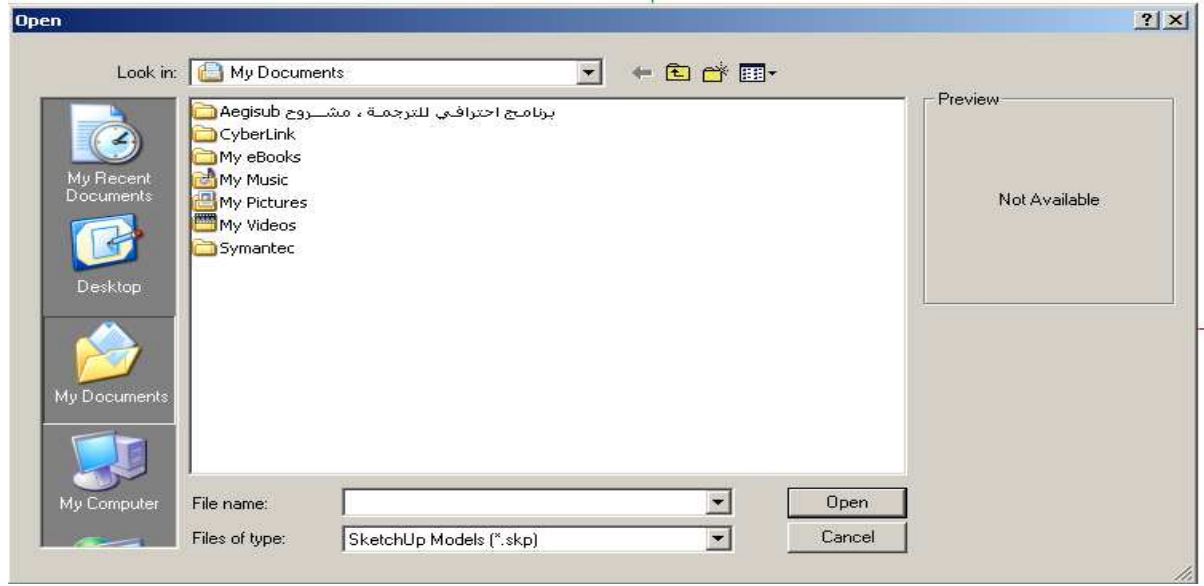 Open
Look in: My Documents
Preview
Not Available
برنامج احترافي للترجمة ، مشروح Aegisub
CyberLink
My eBooks
My Music
My Pictures
My Videos
Symantec
My Recent
Documents
Desktop
My Documents
My Computer
File name:
Open
Files of type: SketchUp Models (*.skp)
Cancel